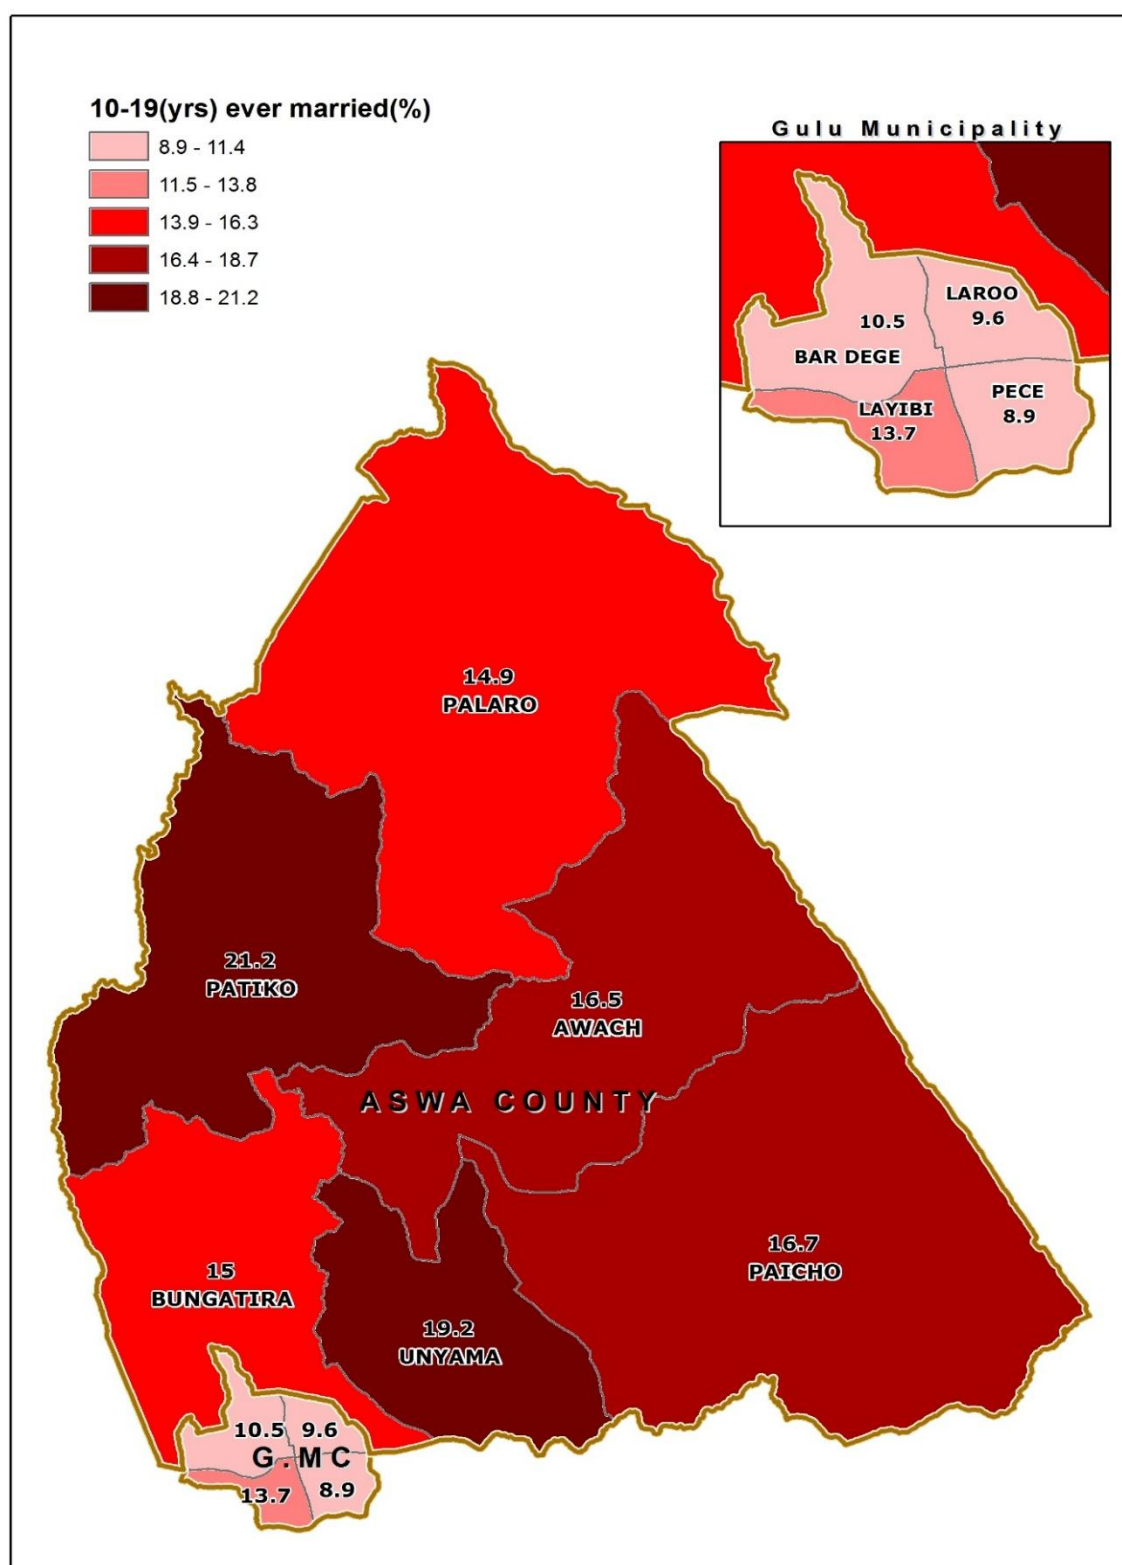 10-19(yrs) ever married(%)
8.9 - 11.4
11.5 - 13.8
13.9 - 16.3
16.4 - 18.7
18.8 - 21.2
Gulu Municipality
LAROO
9.6
10.5
BAR DEGE
PECE
8.9
LAYIBI
13.7
14.9
PALARO
21.2
PATIKO
16.5
AWACH
ASWA COUNTY
16.7
PAICHO
15
BUNGATIRA
19.2
UNYAMA
10.5 9.6
G.MC
13.7 8.9